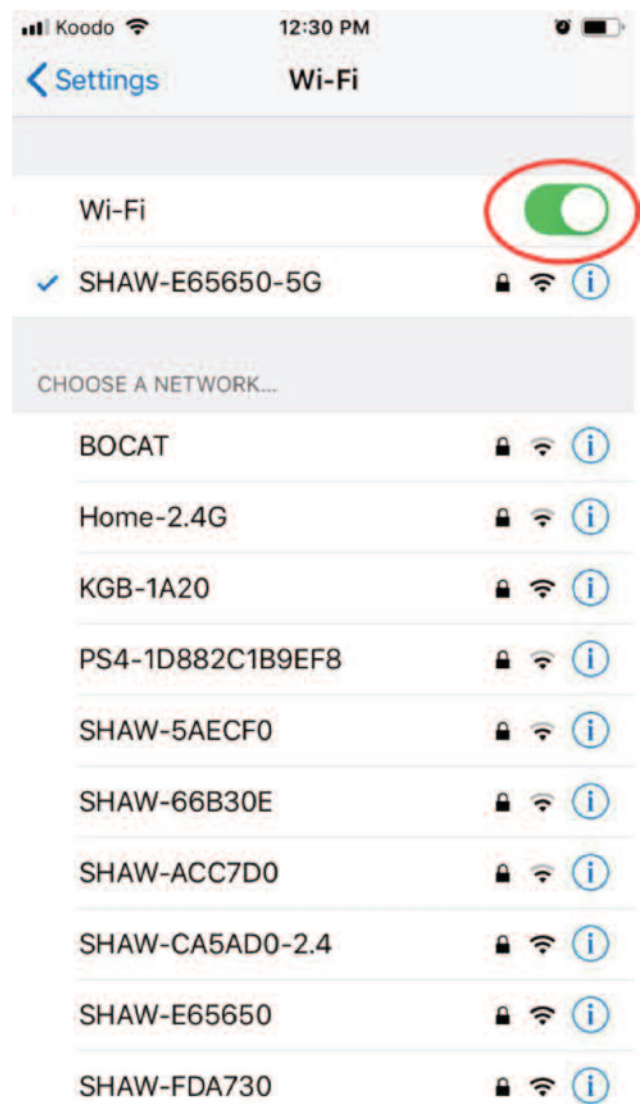 Koodo 12:30 PM
Settings Wi-Fi
Wi-Fi
SHAW-E65650-5G
CHOOSE A NETWORK...
BOCAT
Home-2.4G
KGB-1A20
PS4-1D882C1B9EF8
SHAW-5AECF0
SHAW-66B30E
SHAW-ACC7D0
SHAW-CA5AD0-2.4
SHAW-E65650
SHAW-FDA730